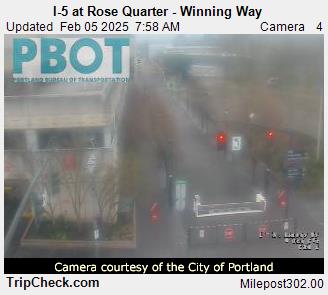 I-5 at Rose Quarter - Winning Way
Updated Feb 05 2025 7:58 AM Camera 4
PBOT
PORTLAND BUREAU OF TRANSPORTATION
Camera courtesy of the City of Portland
TripCheck.com Milepost302.00